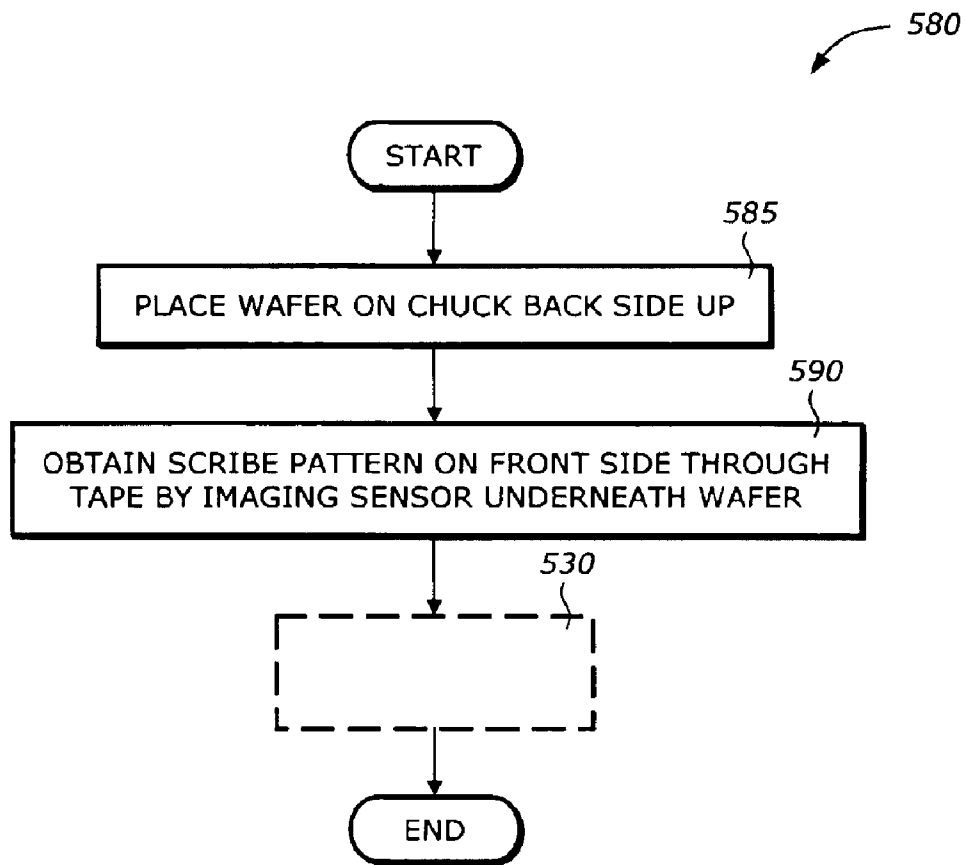 580
START
585
PLACE WAFER ON CHUCK BACK SIDE UP
590
OBTAIN SCRIBE PATTERN ON FRONT SIDE THROUGH
TAPE BY IMAGING SENSOR UNDERNEATH WAFER
530
END